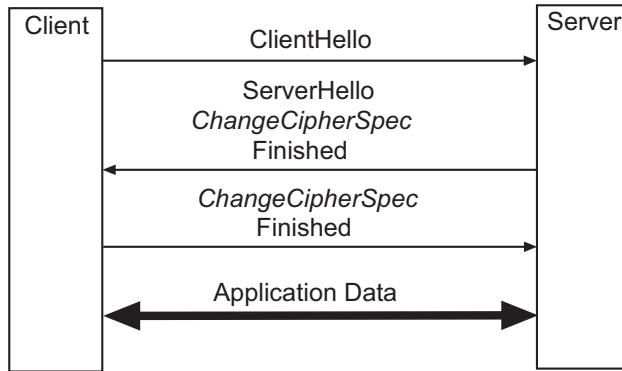 Client
Server
ClientHello
ServerHello
ChangeCipherSpec
Finished
ChangeCipherSpec
Finished
Application Data